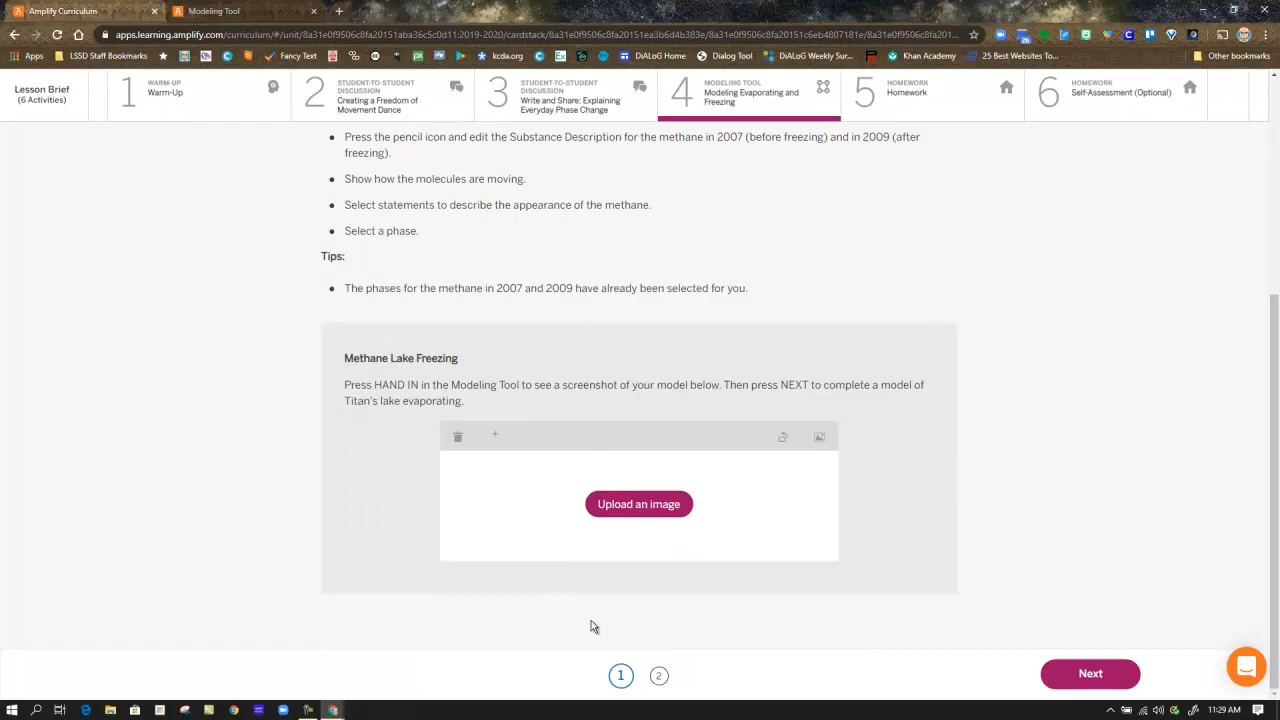 Amplify Curriculum
Modeling Tool
apps.learning.amplify.com/curriculum/#/unit/8a31e0f9506c8fa20151aba36c5c0d11:2019-2020/cardstack/8a31e0f9506c8fa20151ea3b6d4b383e/8a31e0f9506c8fa20151c6eb4807181e/8a31e0f9506c8fa20151...
Apps LSSD Staff Bookmarks Fancy Text kcda.org DiALoG Home Dialog Tool DiALoG Weekly Sur... Khan Academy 25 Best Websites To... Other bookmarks
Lesson Brief
(6 Activities)
1
WARM-UP
Warm-Up
2
STUDENT-TO-STUDENT
DISCUSSION
Creating a Freedom of
Movement Dance
3
STUDENT-TO-STUDENT
DISCUSSION
Write and Share: Explaining
Everyday Phase Change
4
MODELING TOOL
Modeling Evaporating and
Freezing
5
HOMEWORK
Homework
6
HOMEWORK
Self-Assessment (Optional)
Press the pencil icon and edit the Substance Description for the methane in 2007 (before freezing) and in 2009 (after
freezing).
Show how the molecules are moving.
Select statements to describe the appearance of the methane.
Select a phase.
Tips:
The phases for the methane in 2007 and 2009 have already been selected for you.
Methane Lake Freezing
Press HAND IN in the Modeling Tool to see a screenshot of your model below. Then press NEXT to complete a model of
Titan's lake evaporating.
Upload an image
1 2
Next
11:29 AM